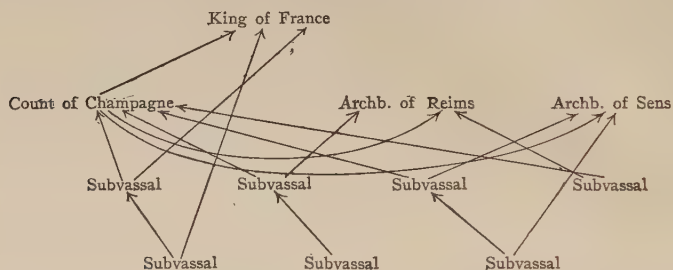 King of France
Count of Champagne Archb. of Reims Archb. of Sens
Subvassal Subvassal Subvassal Subvassal
Subvassal Subvassal Subvassal